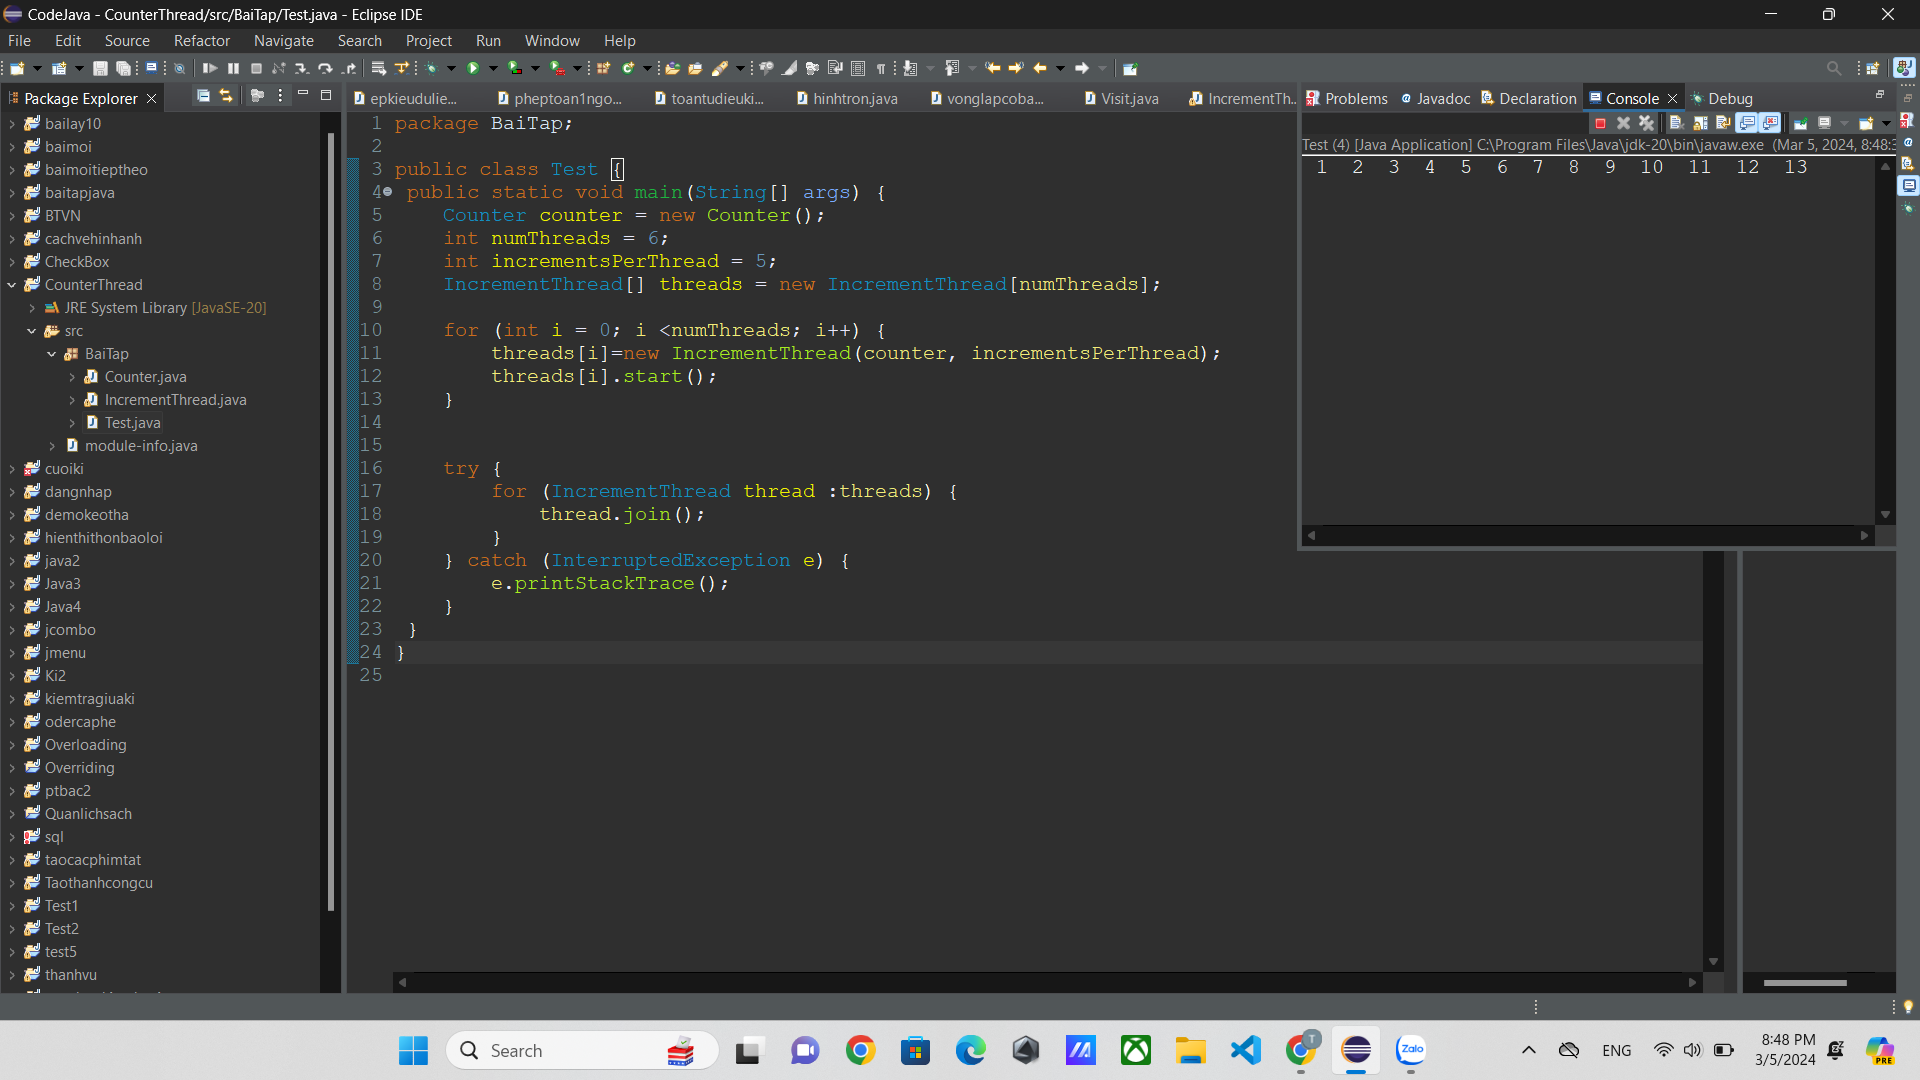 CodeJava - CounterThread/src/BaiTap/Test.java - Eclipse IDE
File Edit Source Refactor Navigate Search Project Run Window Help
Package Explorer
bailay10
baimoi
baimoitieptheo
baitapjava
BTVN
cachvehinhanh
CheckBox
CounterThread
JRE System Library [JavaSE-20]
src
BaiTap
Counter.java
IncrementThread.java
Test.java
module-info.java
cuoiki
dangnhap
demokeotha
hienthithonbaoloi
java2
Java3
Java4
jcombo
jmenu
Ki2
kiemtragiuaki
odercaphe
Overloading
Overriding
ptbac2
Quanlichsach
sql
taocacphimtat
Taothanhcongcu
Test1
Test2
test5
thanhvu
epkieudulie... pheptoan1ngo... toantudieuki... hinhtron.java vonglapcoba... Visit.java IncrementTh...
1 package BaiTap;
2
3 public class Test {
4 public static void main(String[] args) {
5 Counter counter = new Counter();
6 int numThreads = 6;
7 int incrementsPerThread = 5;
8 IncrementThread[] threads = new IncrementThread[numThreads];
9
10 for (int i = 0; i <numThreads; i++) {
11 threads[i]=new IncrementThread(counter, incrementsPerThread);
12 threads[i].start();
13 }
14
15
16 try {
17 for (IncrementThread thread :threads) {
18 thread.join();
19 }
20 } catch (InterruptedException e) {
21 e.printStackTrace();
22 }
23 }
24 }
25
Problems Javadoc Declaration Console Debug
Test (4) [Java Application] C:\Program Files\Java\jdk-20\bin\javaw.exe (Mar 5, 2024, 8:48:3
1 2 3 4 5 6 7 8 9 10 11 12 13
Search
T
Zalo
ENG
8:48 PM
3/5/2024
PRE